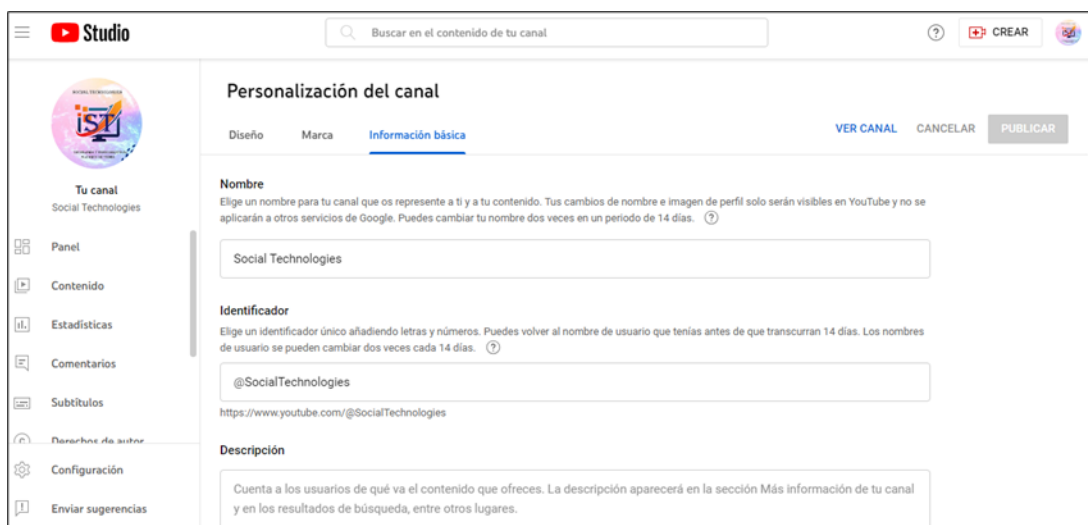 Studio
Buscar en el contenido de tu canal
CREAR
SOCIAL TECNOLOGIES
iST
Tu canal
Social Technologies
Panel
Contenido
Estadísticas
Comentarios
Subtítulos
Derechos de autor
Configuración
Enviar sugerencias
Personalización del canal
Diseño Marca Información básica
VER CANAL CANCELAR PUBLICAR
Nombre
Elige un nombre para tu canal que os represente a ti y a tu contenido. Tus cambios de nombre e imagen de perfil solo serán visibles en YouTube y no se
aplicarán a otros servicios de Google. Puedes cambiar tu nombre dos veces en un periodo de 14 días.
Social Technologies
Identificador
Elige un identificador único añadiendo letras y números. Puedes volver al nombre de usuario que tenías antes de que transcurran 14 días. Los nombres
de usuario se pueden cambiar dos veces cada 14 días.
@SocialTechnologies
https://www.youtube.com/@SocialTechnologies
Descripción
Cuenta a los usuarios de qué va el contenido que ofreces. La descripción aparecerá en la sección Más información de tu canal
y en los resultados de búsqueda, entre otros lugares.